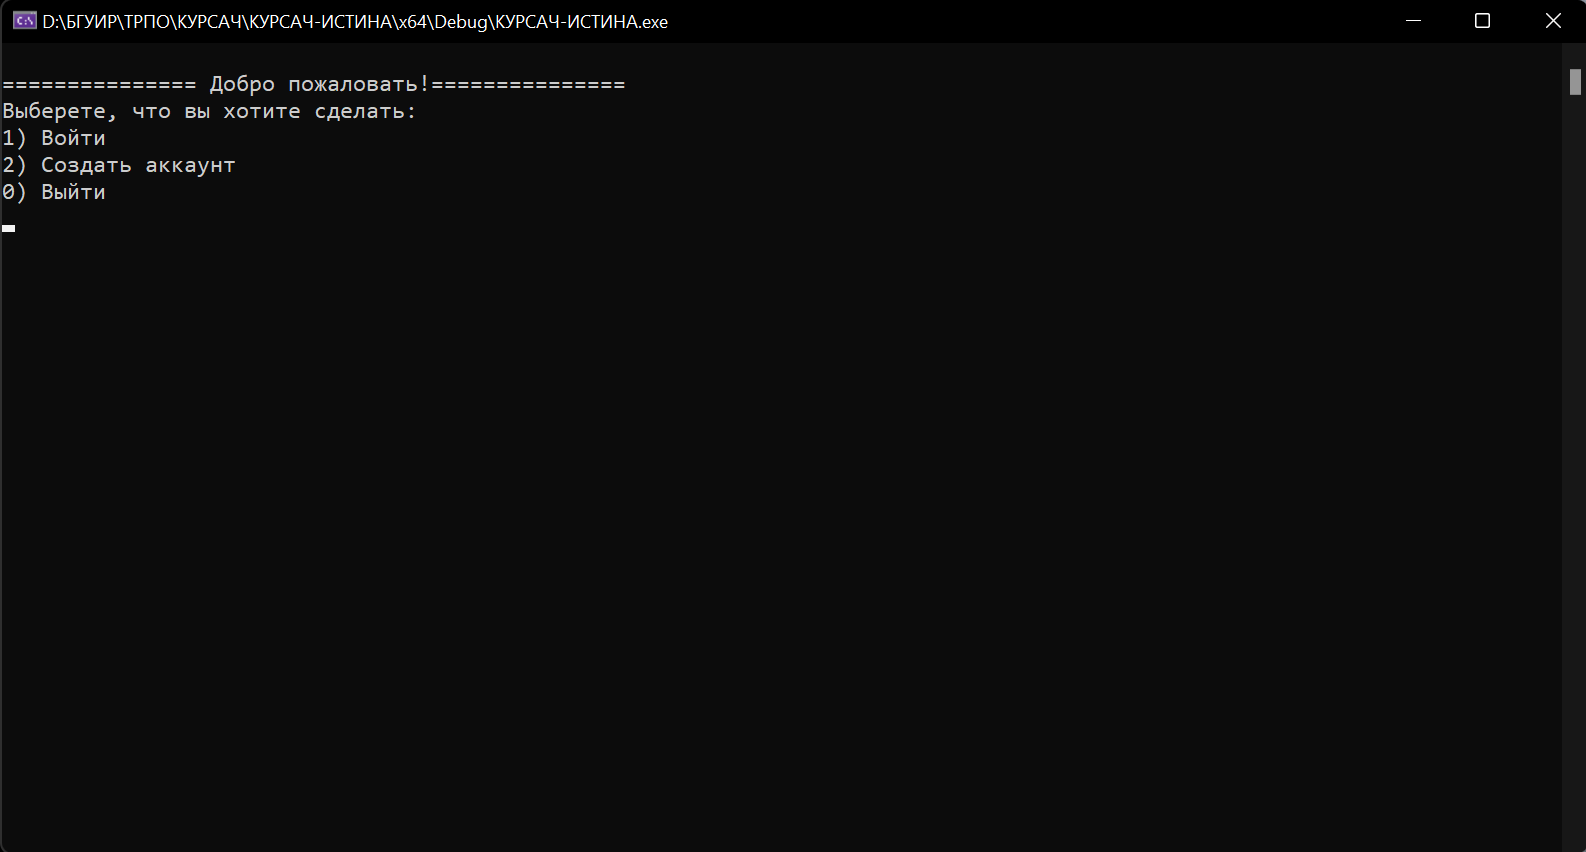 D:\БГУИР\ТРПО\КУРСАЧ\КУРСАЧ-ИСТИНА\x64\Debug\КУРСАЧ-ИСТИНА.exe
=============== Добро пожаловать!===============
Выберете, что вы хотите сделать:
1) Войти
2) Создать аккаунт
0) Выйти